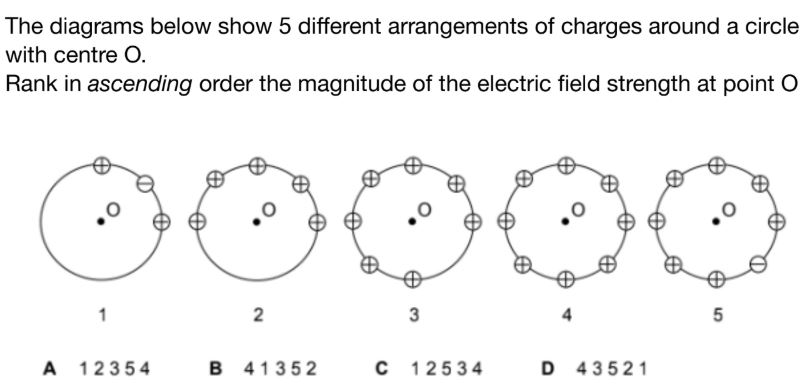 The diagrams below show 5 different arrangements of charges around a circle
with centre O.
Rank in ascending order the magnitude of the electric field strength at point O
O O O O O
1 2 3 4 5
A 1 2 3 5 4 B 4 1 3 5 2 C 1 2 5 3 4 D 4 3 5 2 1